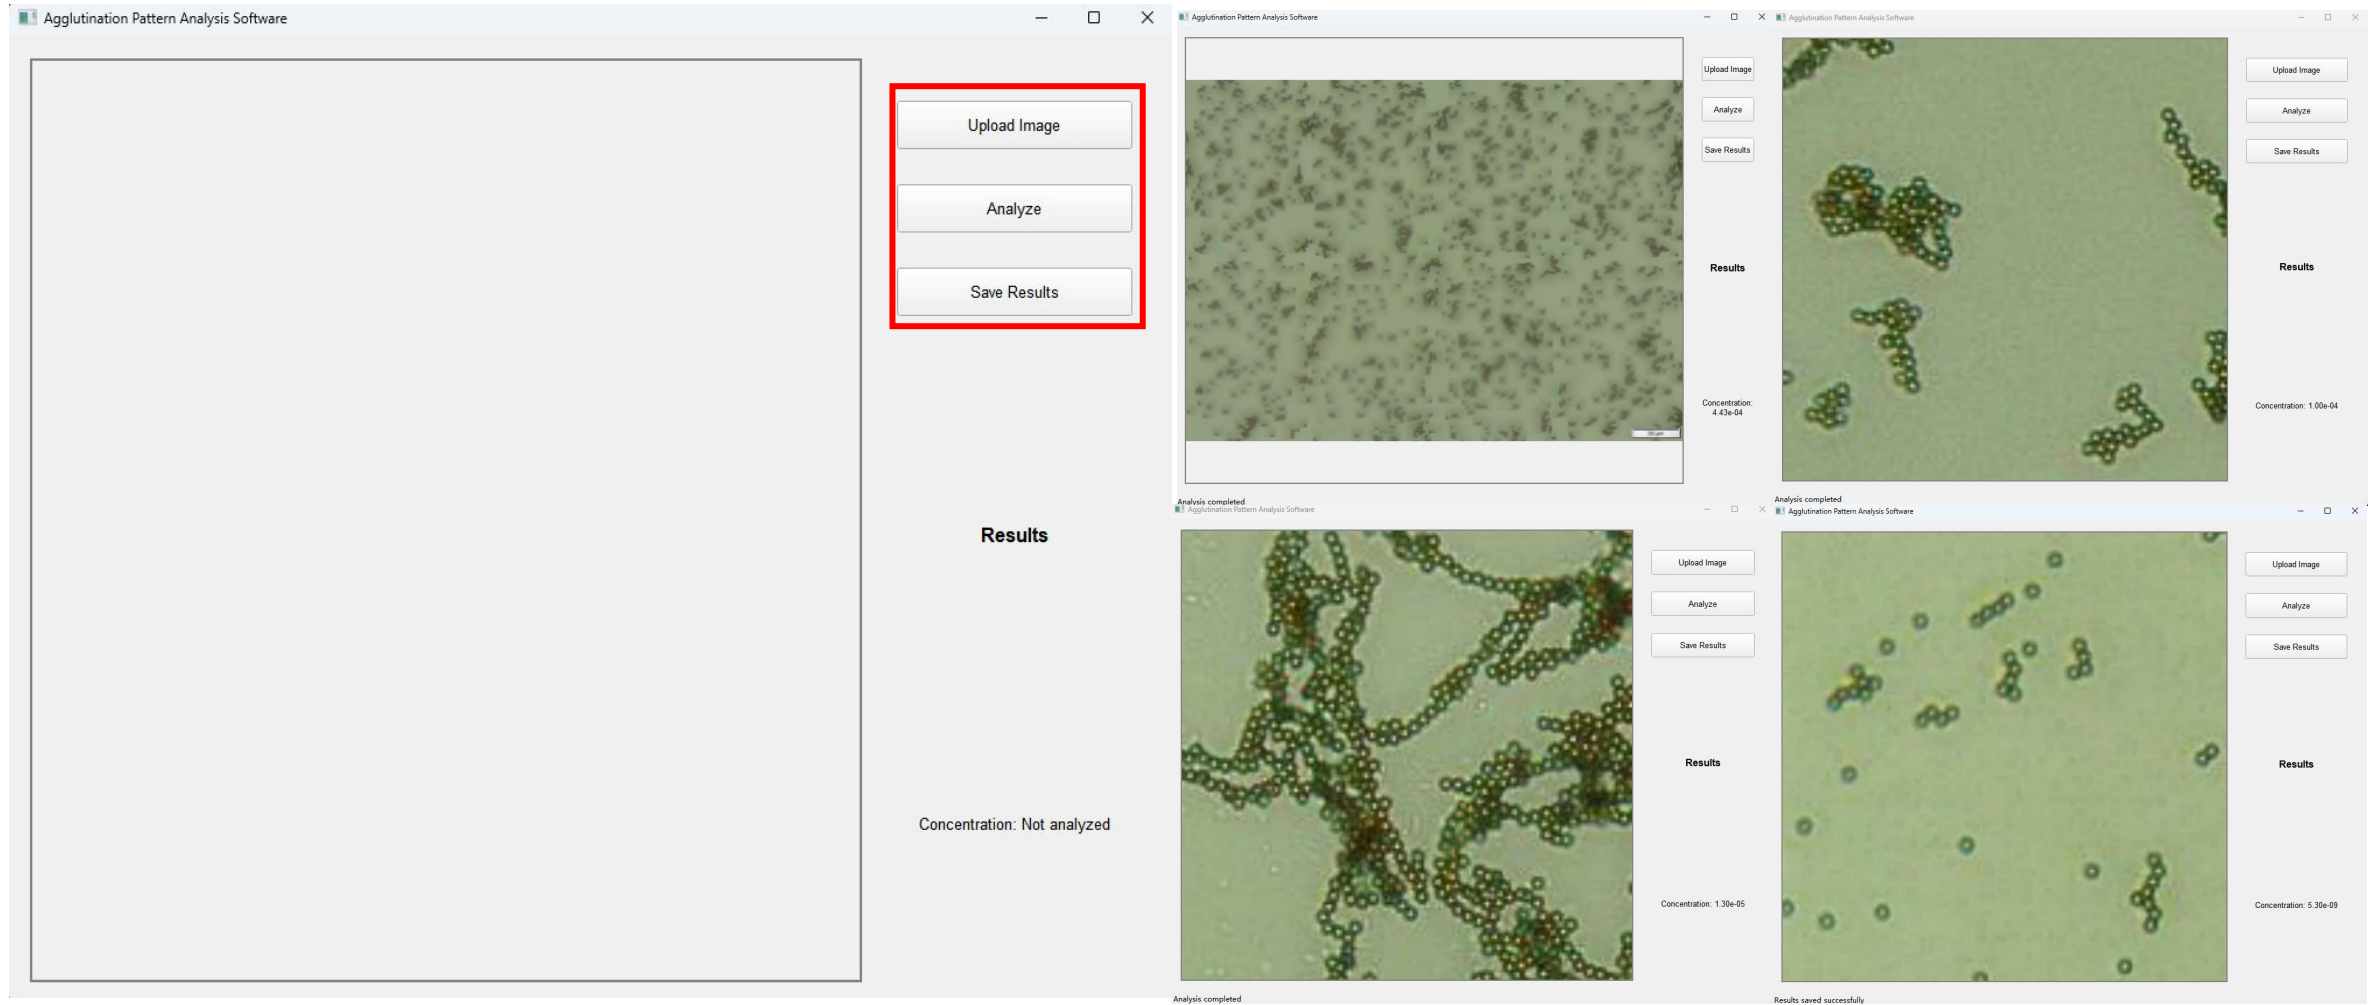 Agglutination Pattern Analysis Software
Upload Image
Analyze
Save Results
Results
Concentration: Not analyzed
Agglutination Pattern Analysis Software
Upload Image
Analyze
Save Results
Results
Concentration:
4.43e-04
Analysis completed
Agglutination Pattern Analysis Software
Upload Image
Analyze
Save Results
Results
Concentration: 1.00e-04
Analysis completed
Agglutination Pattern Analysis Software
Upload Image
Analyze
Save Results
Results
Concentration: 1.30e-05
Analysis completed
Agglutination Pattern Analysis Software
Upload Image
Analyze
Save Results
Results
Concentration: 5.30e-09
Results saved successfully